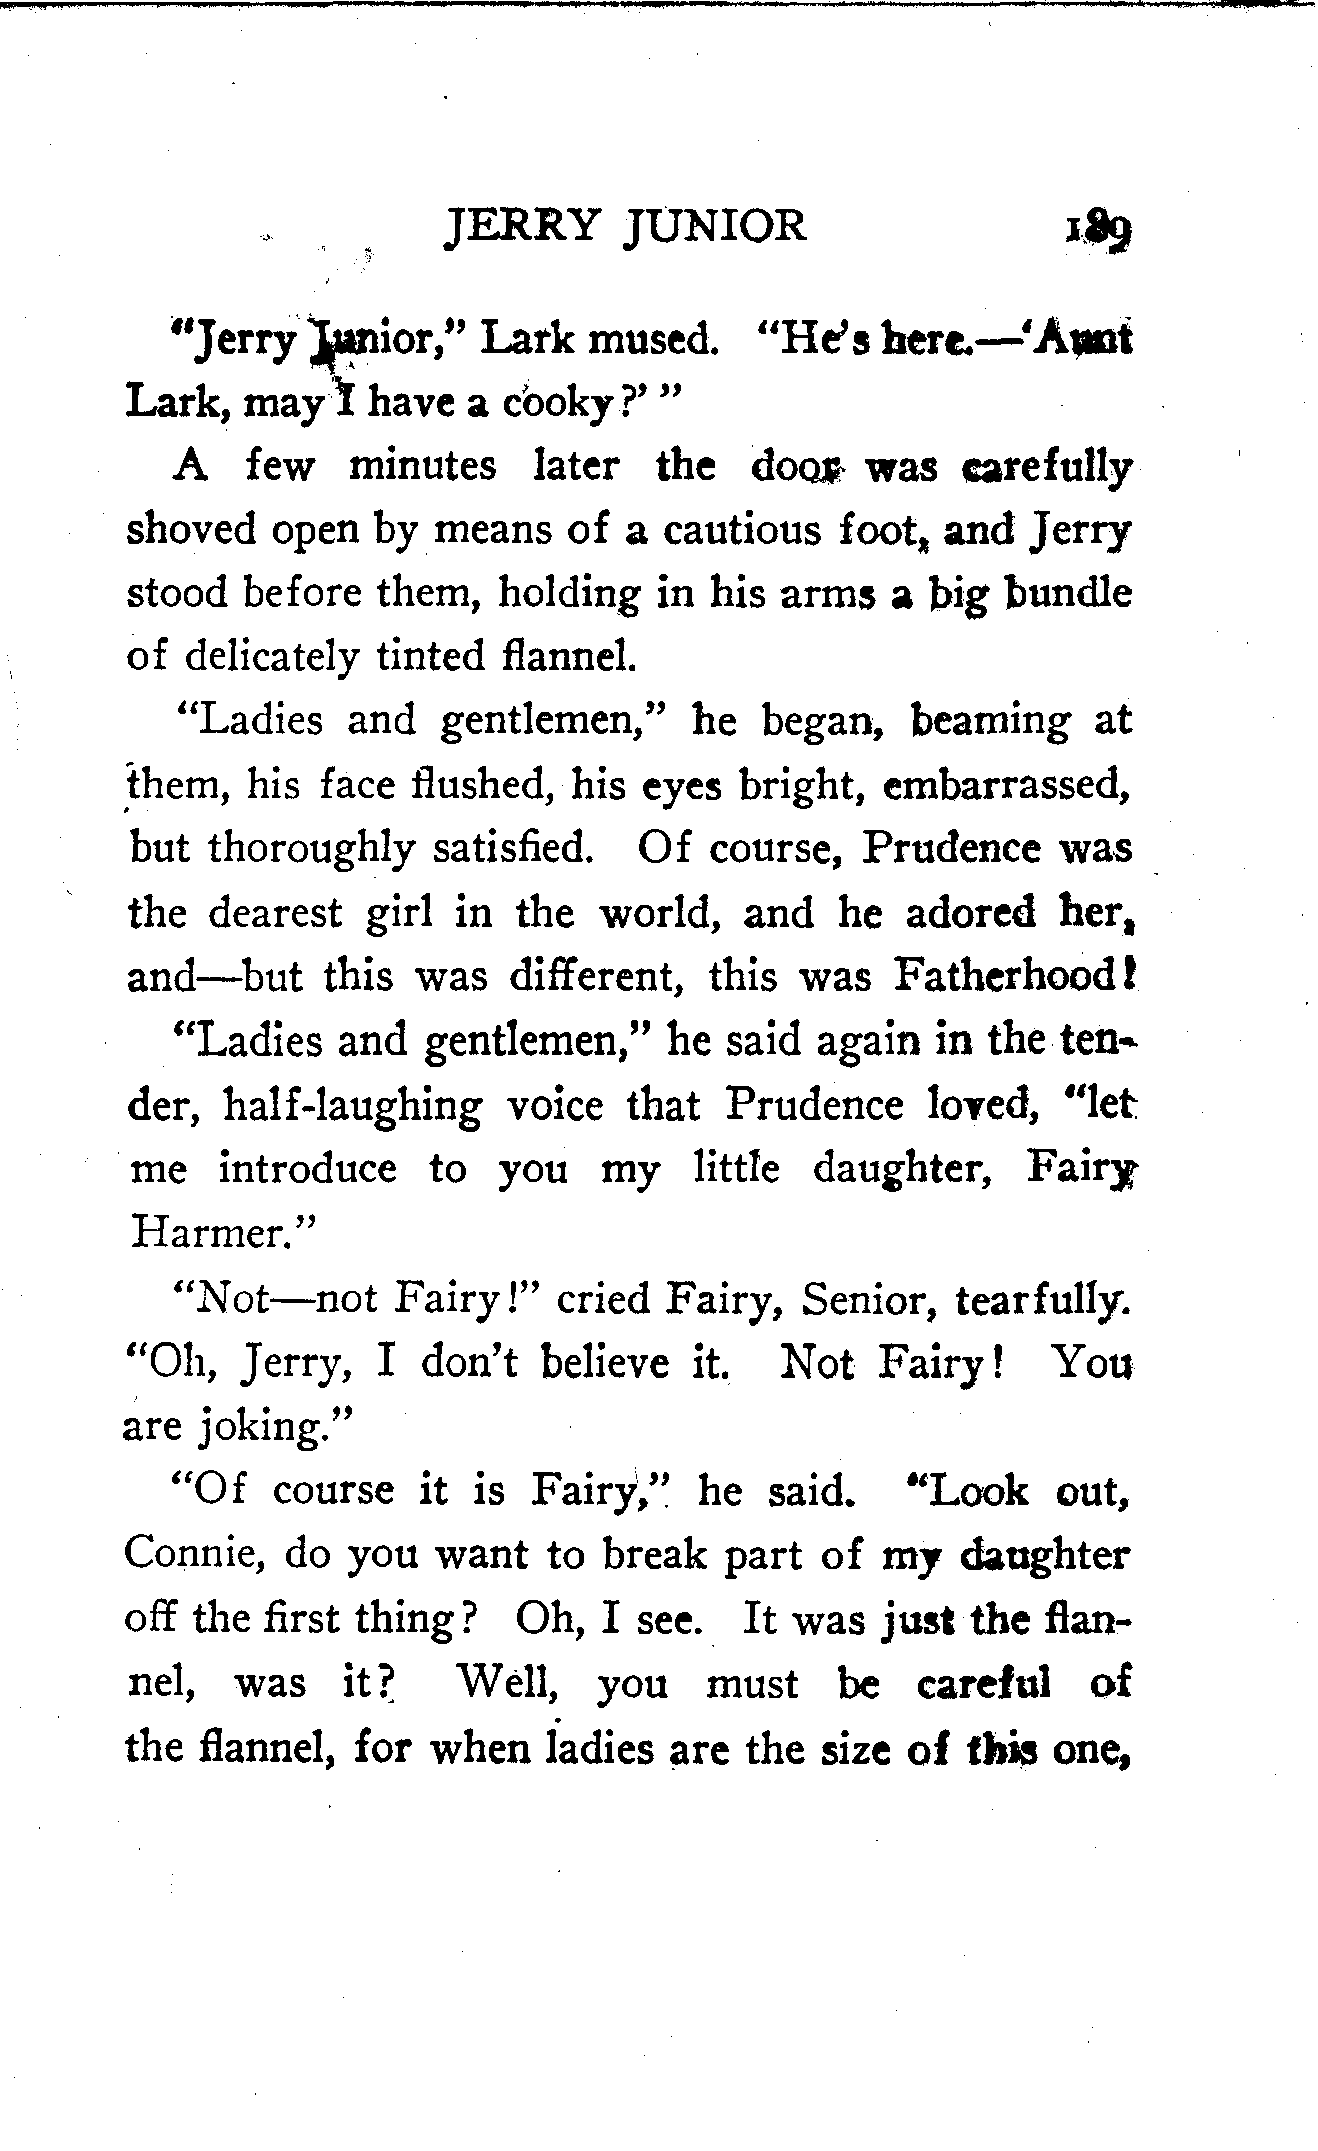 JERRY JUNIOR 189
"Jerry Junior," Lark mused. "He's here.—'Aunt
Lark, may I have a cooky?' "
A few minutes later the door was carefully
shoved open by means of a cautious foot, and Jerry
stood before them, holding in his arms a big bundle
of delicately tinted flannel.
"Ladies and gentlemen," he began, beaming at
them, his face flushed, his eyes bright, embarrassed,
but thoroughly satisfied. Of course, Prudence was
the dearest girl in the world, and he adored her,
and—but this was different, this was Fatherhood!
"Ladies and gentlemen," he said again in the ten-
der, half-laughing voice that Prudence loved, "let
me introduce to you my little daughter, Fairy
Harmer."
"Not—not Fairy!" cried Fairy, Senior, tearfully.
"Oh, Jerry, I don't believe it. Not Fairy! You
are joking."
"Of course it is Fairy," he said. "Look out,
Connie, do you want to break part of my daughter
off the first thing? Oh, I see. It was just the flan-
nel, was it? Well, you must be careful of
the flannel, for when ladies are the size of this one,